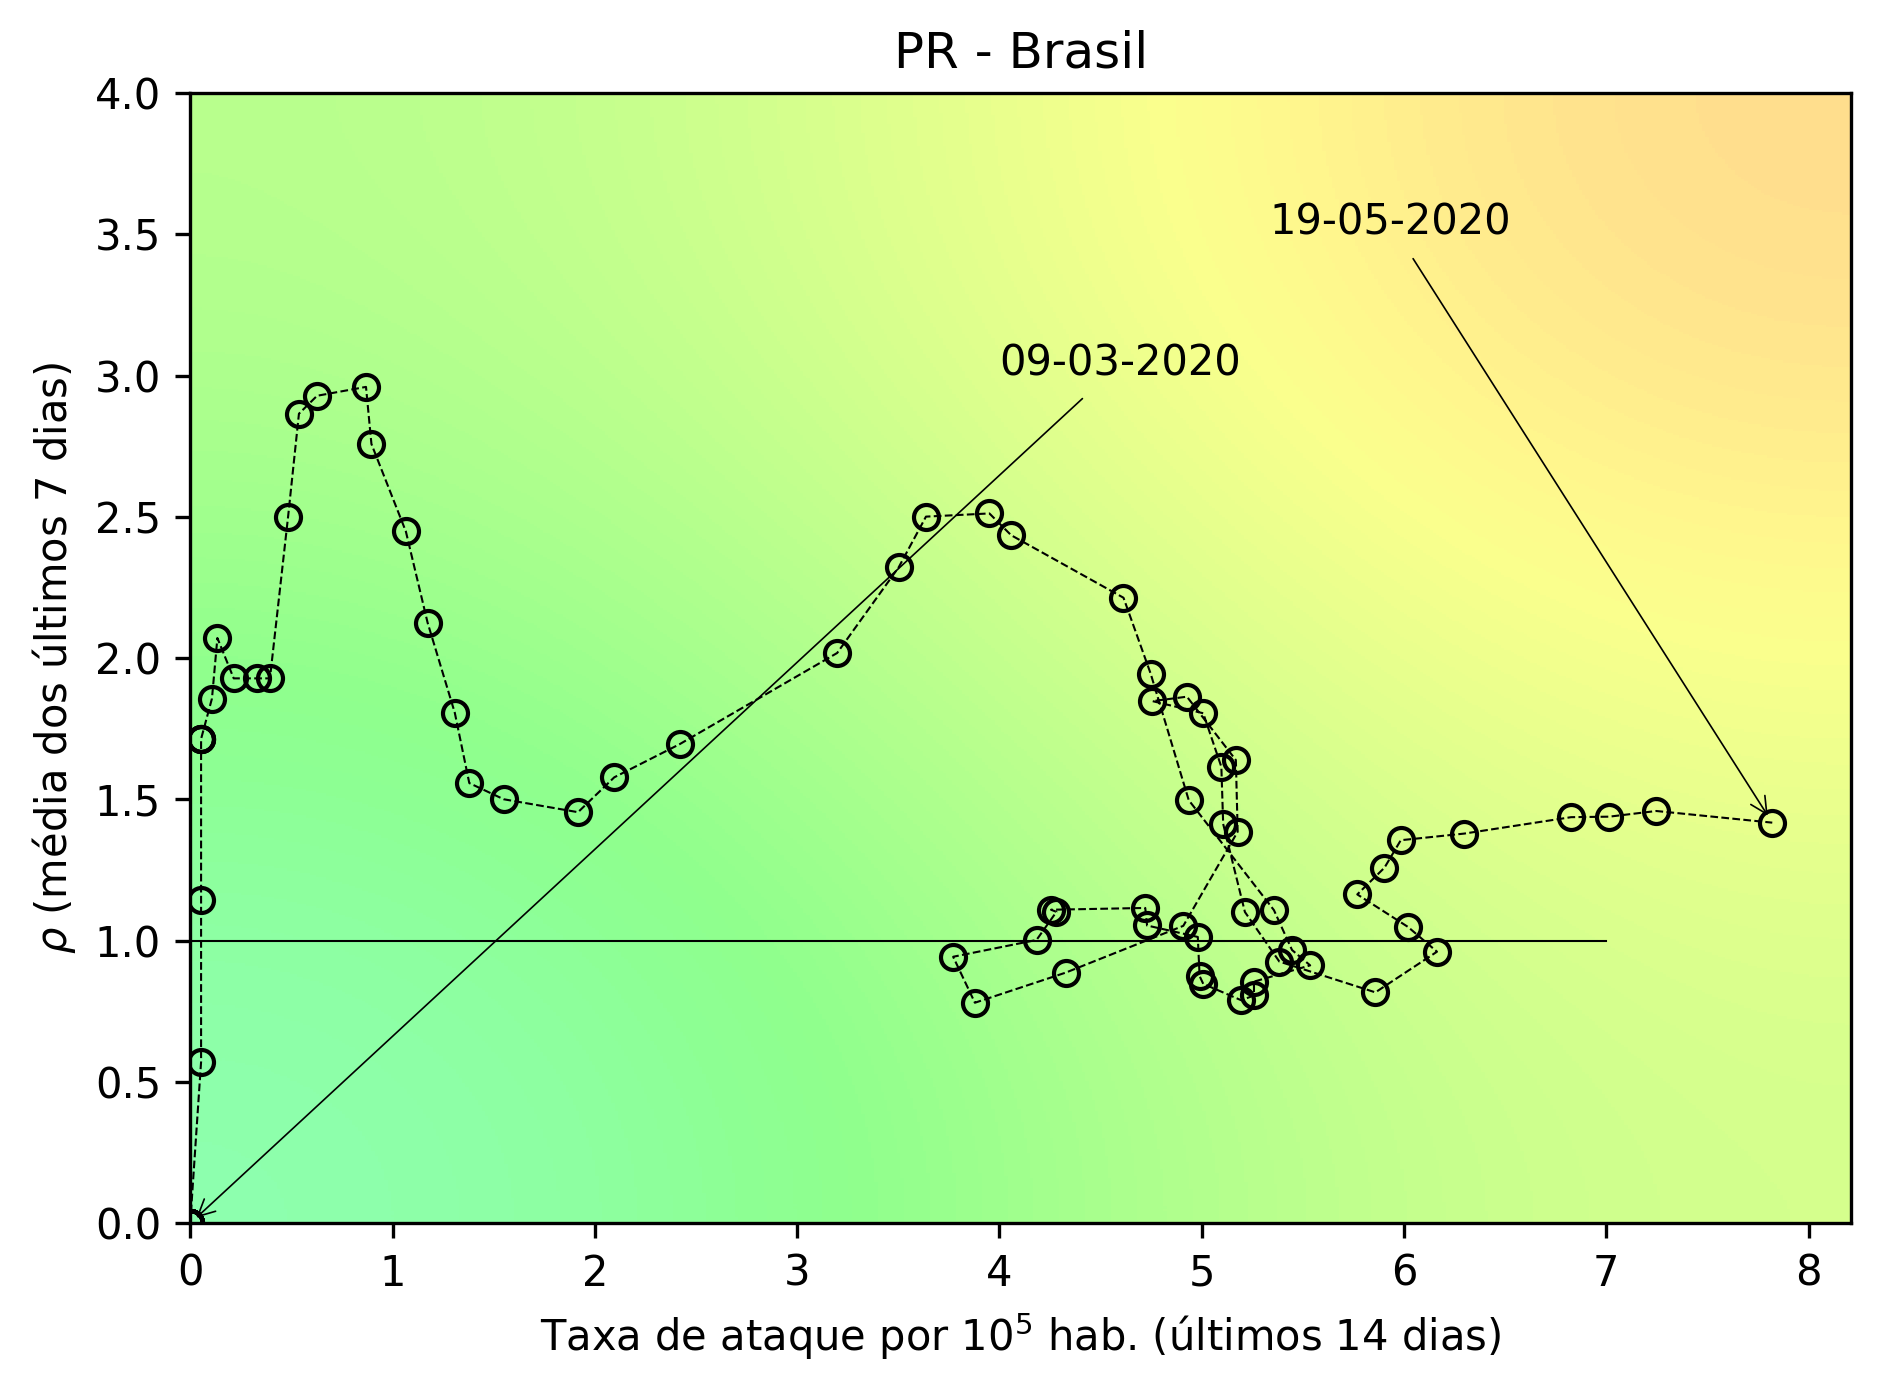 PR - Brasil
4.0
3.5
3.0
2.5
2.0
1.5
1.0
0.5
0.0
ρ (média dos últimos 7 dias)
19-05-2020
09-03-2020
0 1 2 3 4 5 6 7 8
Taxa de ataque por 10⁵ hab. (últimos 14 dias)